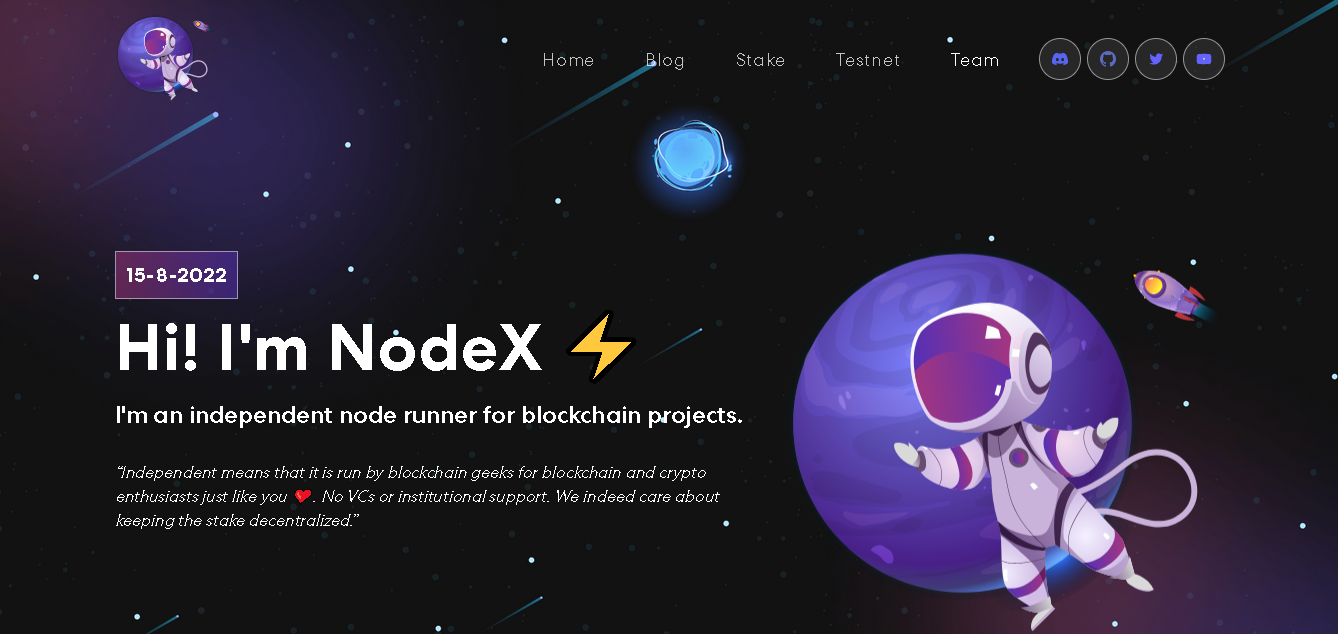 Home Blog Stake Testnet Team
15-8-2022
Hi! I'm NodeX ⚡
I'm an independent node runner for blockchain projects.
“Independent means that it is run by blockchain geeks for blockchain and crypto
enthusiasts just like you ❤. No VCs or institutional support. We indeed care about
keeping the stake decentralized.”